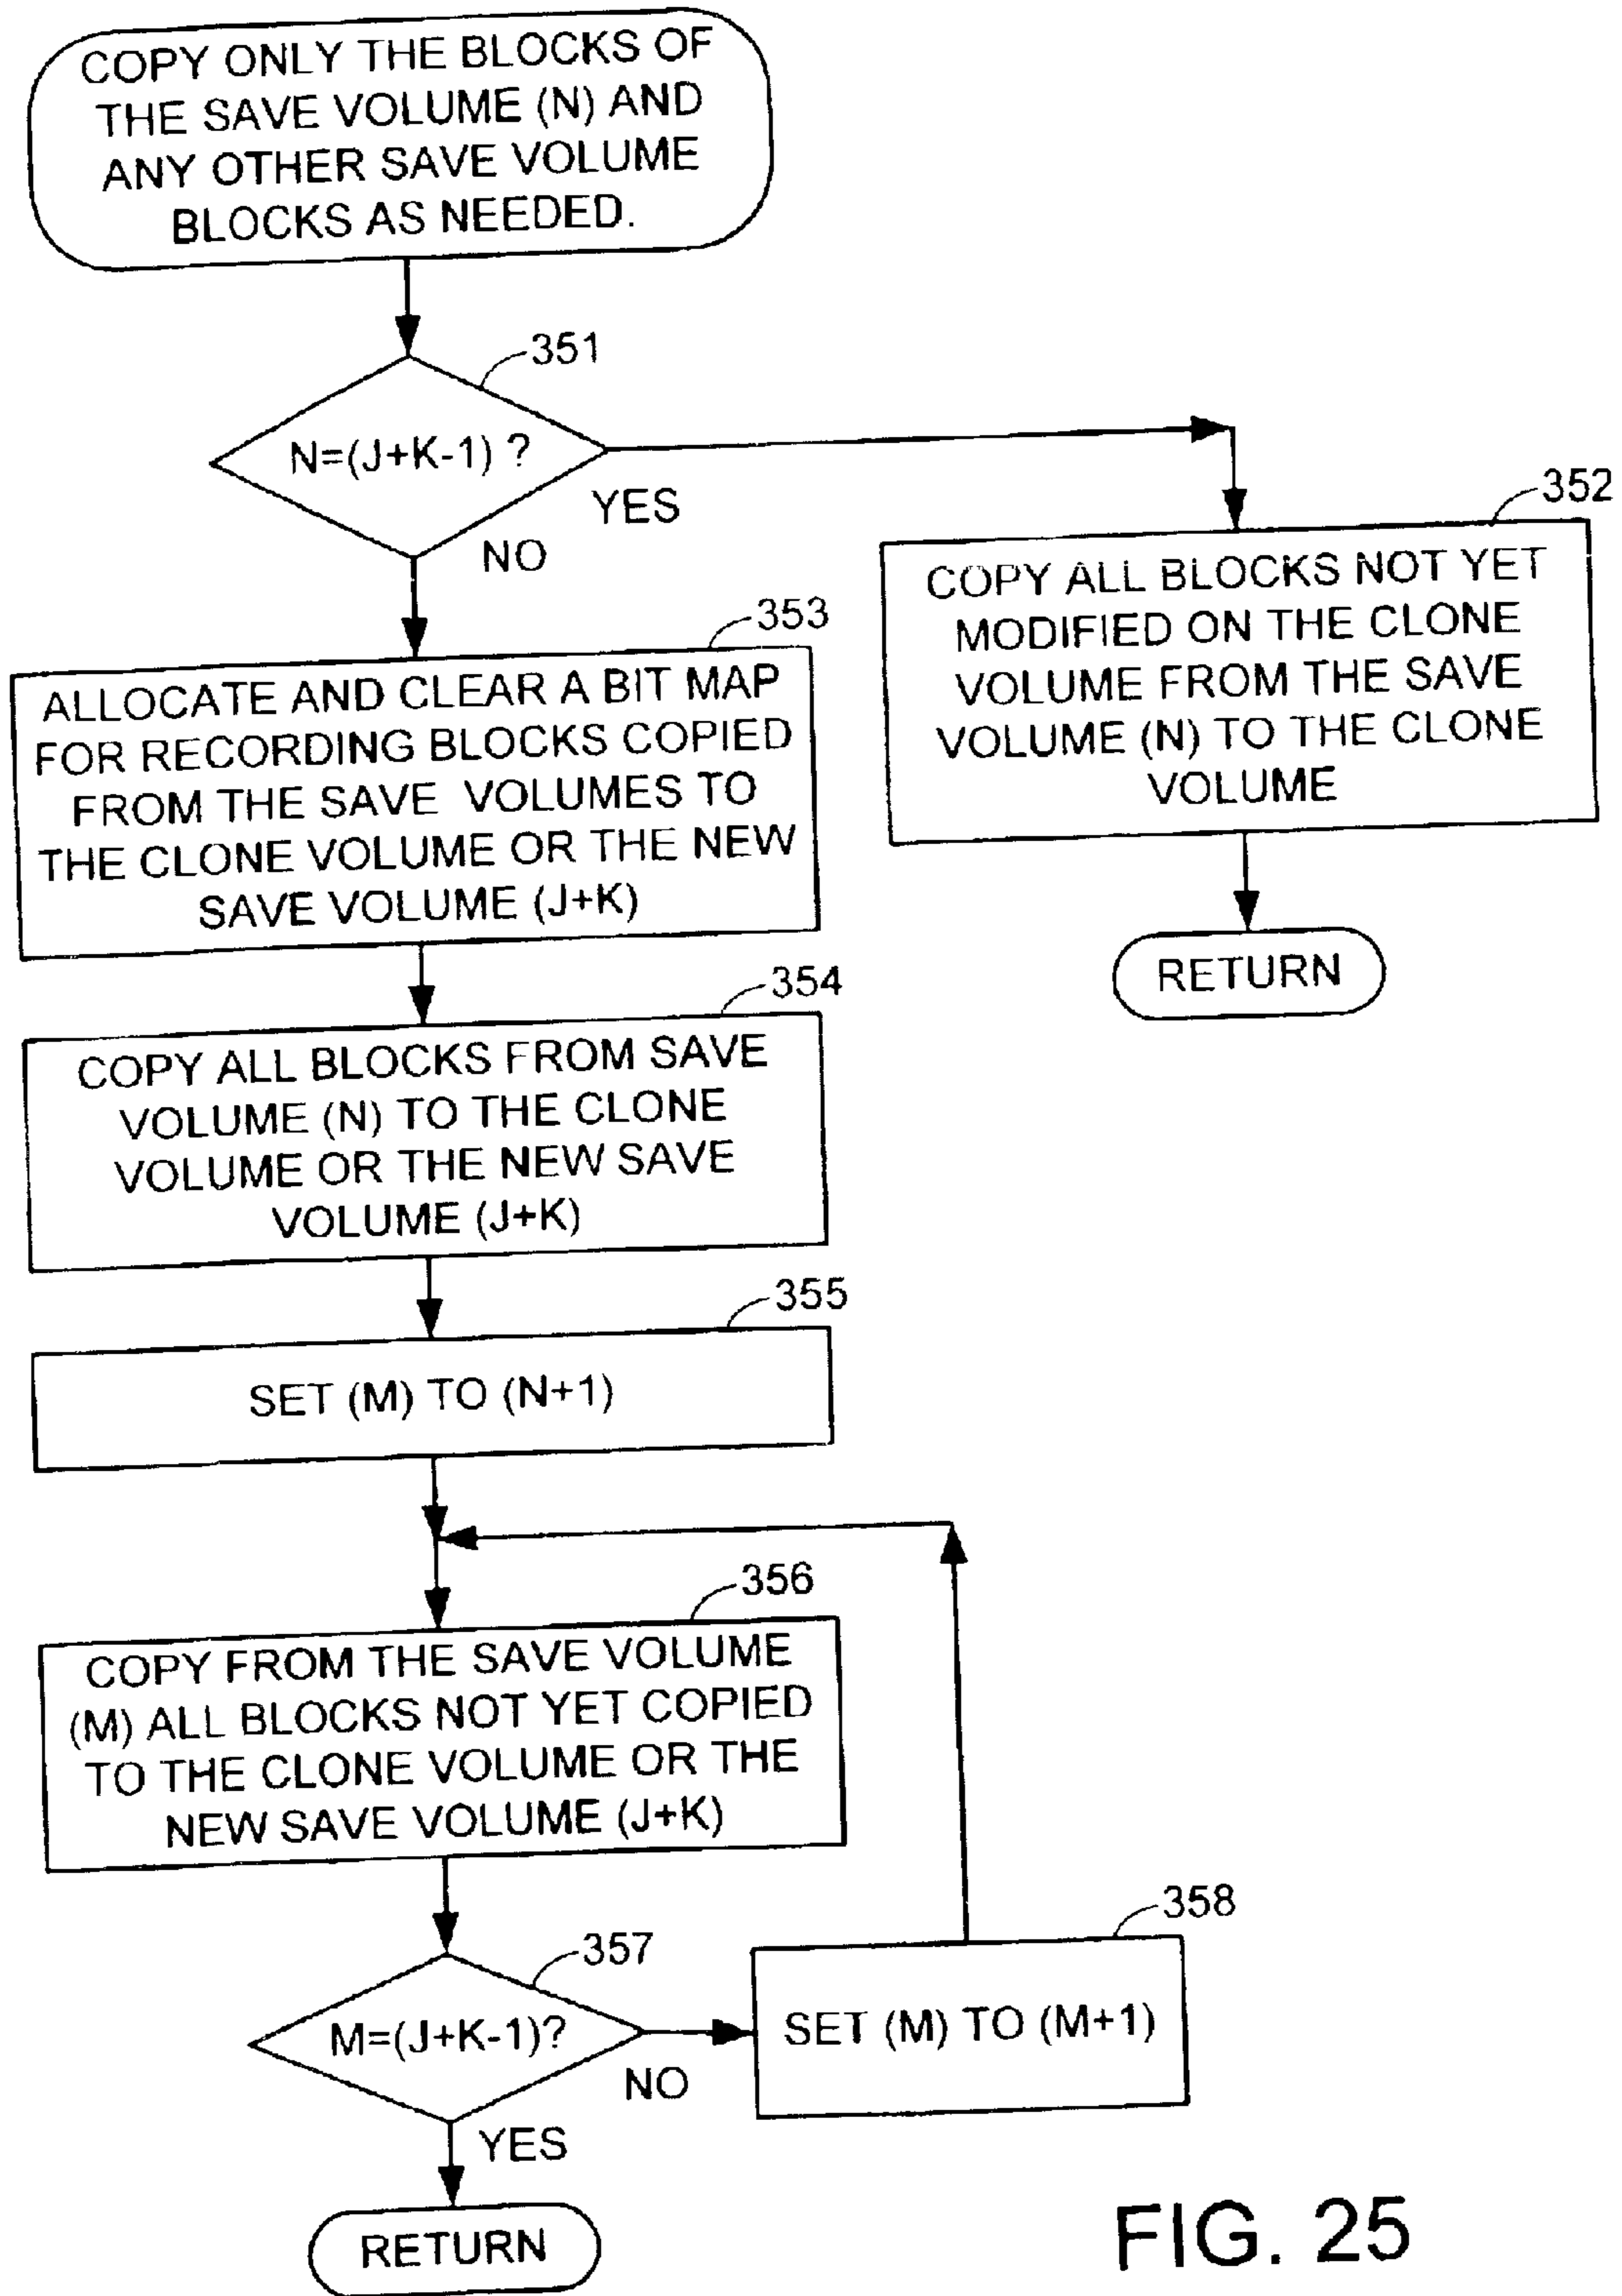 COPY ONLY THE BLOCKS OF
THE SAVE VOLUME (N) AND
ANY OTHER SAVE VOLUME
BLOCKS AS NEEDED.
351
N=(J+K-1) ?
YES
NO
352
COPY ALL BLOCKS NOT YET
MODIFIED ON THE CLONE
VOLUME FROM THE SAVE
VOLUME (N) TO THE CLONE
VOLUME
RETURN
353
ALLOCATE AND CLEAR A BIT MAP
FOR RECORDING BLOCKS COPIED
FROM THE SAVE VOLUMES TO
THE CLONE VOLUME OR THE NEW
SAVE VOLUME (J+K)
354
COPY ALL BLOCKS FROM SAVE
VOLUME (N) TO THE CLONE
VOLUME OR THE NEW SAVE
VOLUME (J+K)
355
SET (M) TO (N+1)
356
COPY FROM THE SAVE VOLUME
(M) ALL BLOCKS NOT YET COPIED
TO THE CLONE VOLUME OR THE
NEW SAVE VOLUME (J+K)
357
M=(J+K-1)?
NO
YES
358
SET (M) TO (M+1)
RETURN
FIG. 25